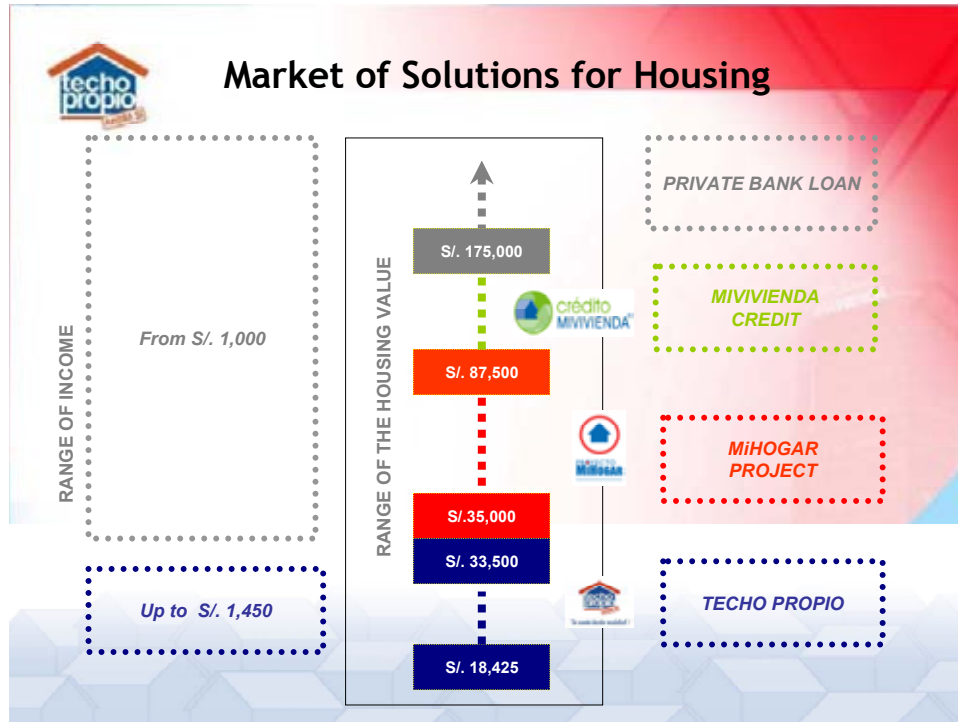 techo
propio
Market of Solutions for Housing
RANGE OF INCOME
From S/. 1,000
Up to S/. 1,450
RANGE OF THE HOUSING VALUE
S/. 175,000
S/. 87,500
S/.35,000
S/. 33,500
S/. 18,425
crédito
MIVIVIENDA
MiHOGAR
techo
propio
PRIVATE BANK LOAN
MIVIVIENDA
CREDIT
MiHOGAR
PROJECT
TECHO PROPIO